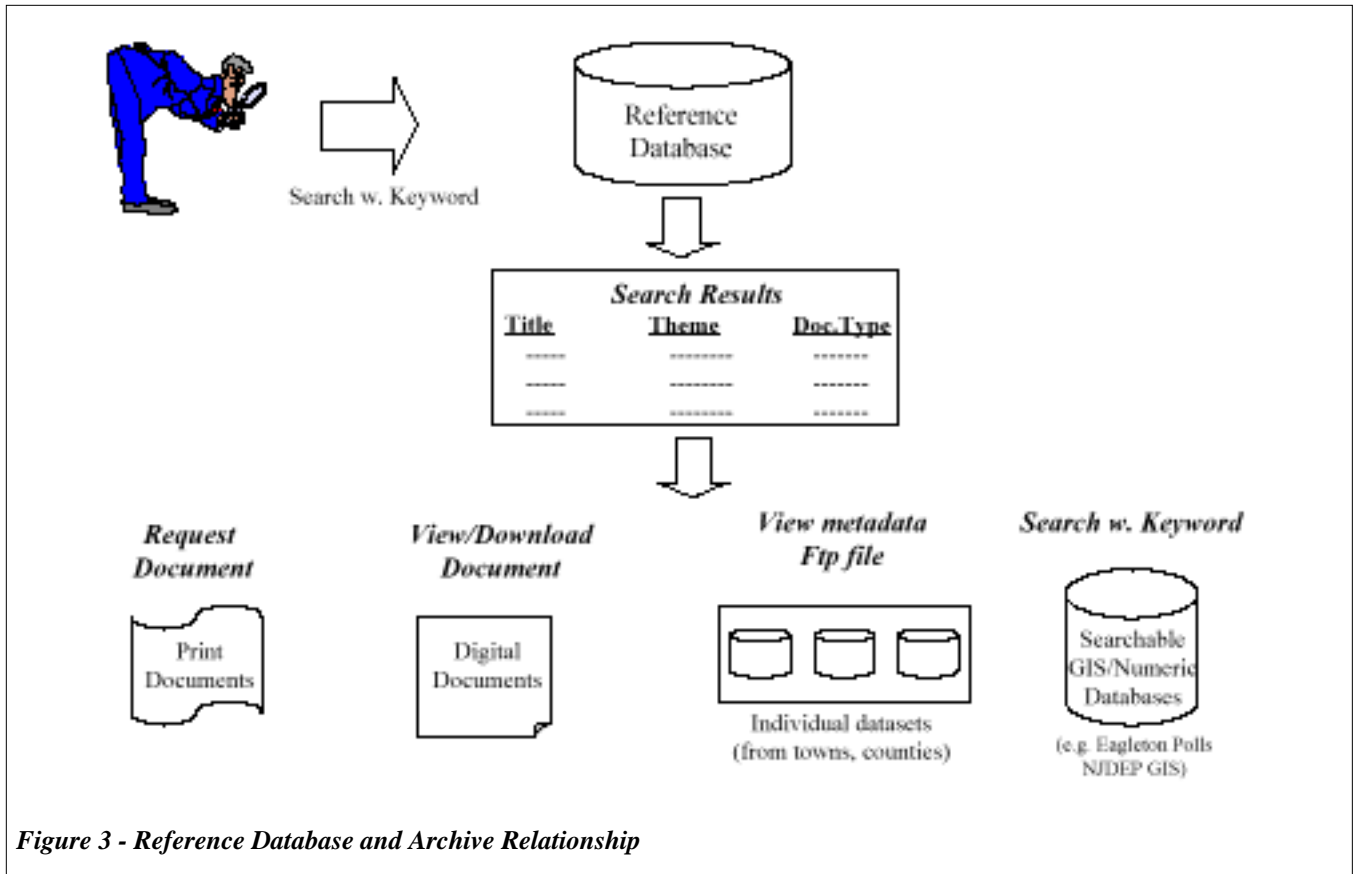 Search w. Keyword
Reference
Database
Search Results
Title Theme Doc.Type
----- -------- -------
----- -------- -------
----- -------- -------
Request
Document
Print
Documents
View/Download
Document
Digital
Documents
View metadata
Ftp file
Individual datasets
(from towns, counties)
Search w. Keyword
Searchable
GIS/Numeric
Databases
(e.g. Eagleton Polls
NJDEP GIS)
Figure 3 - Reference Database and Archive Relationship